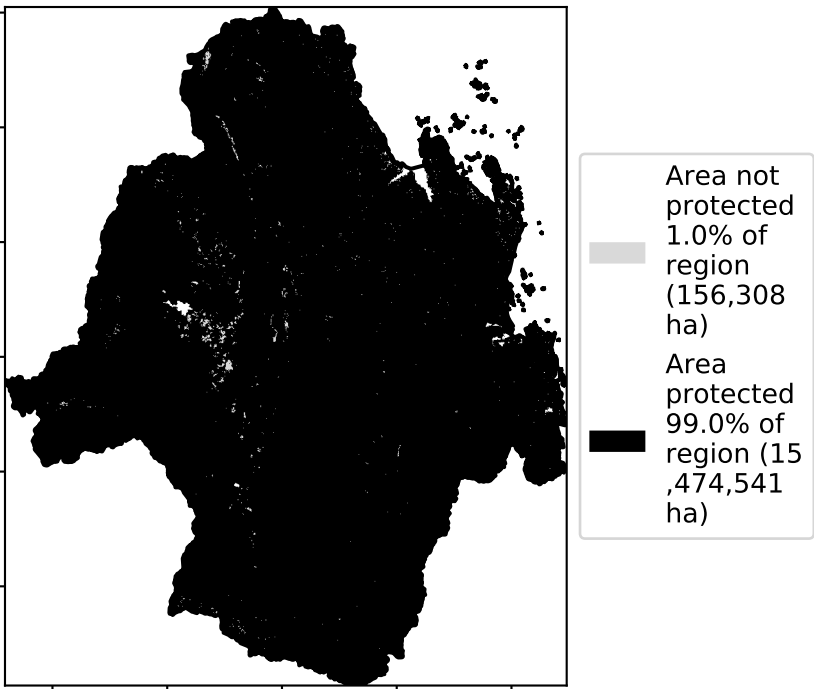 Area not
protected
1.0% of
region
(156,308
ha)
Area
protected
99.0% of
region (15
,474,541
ha)